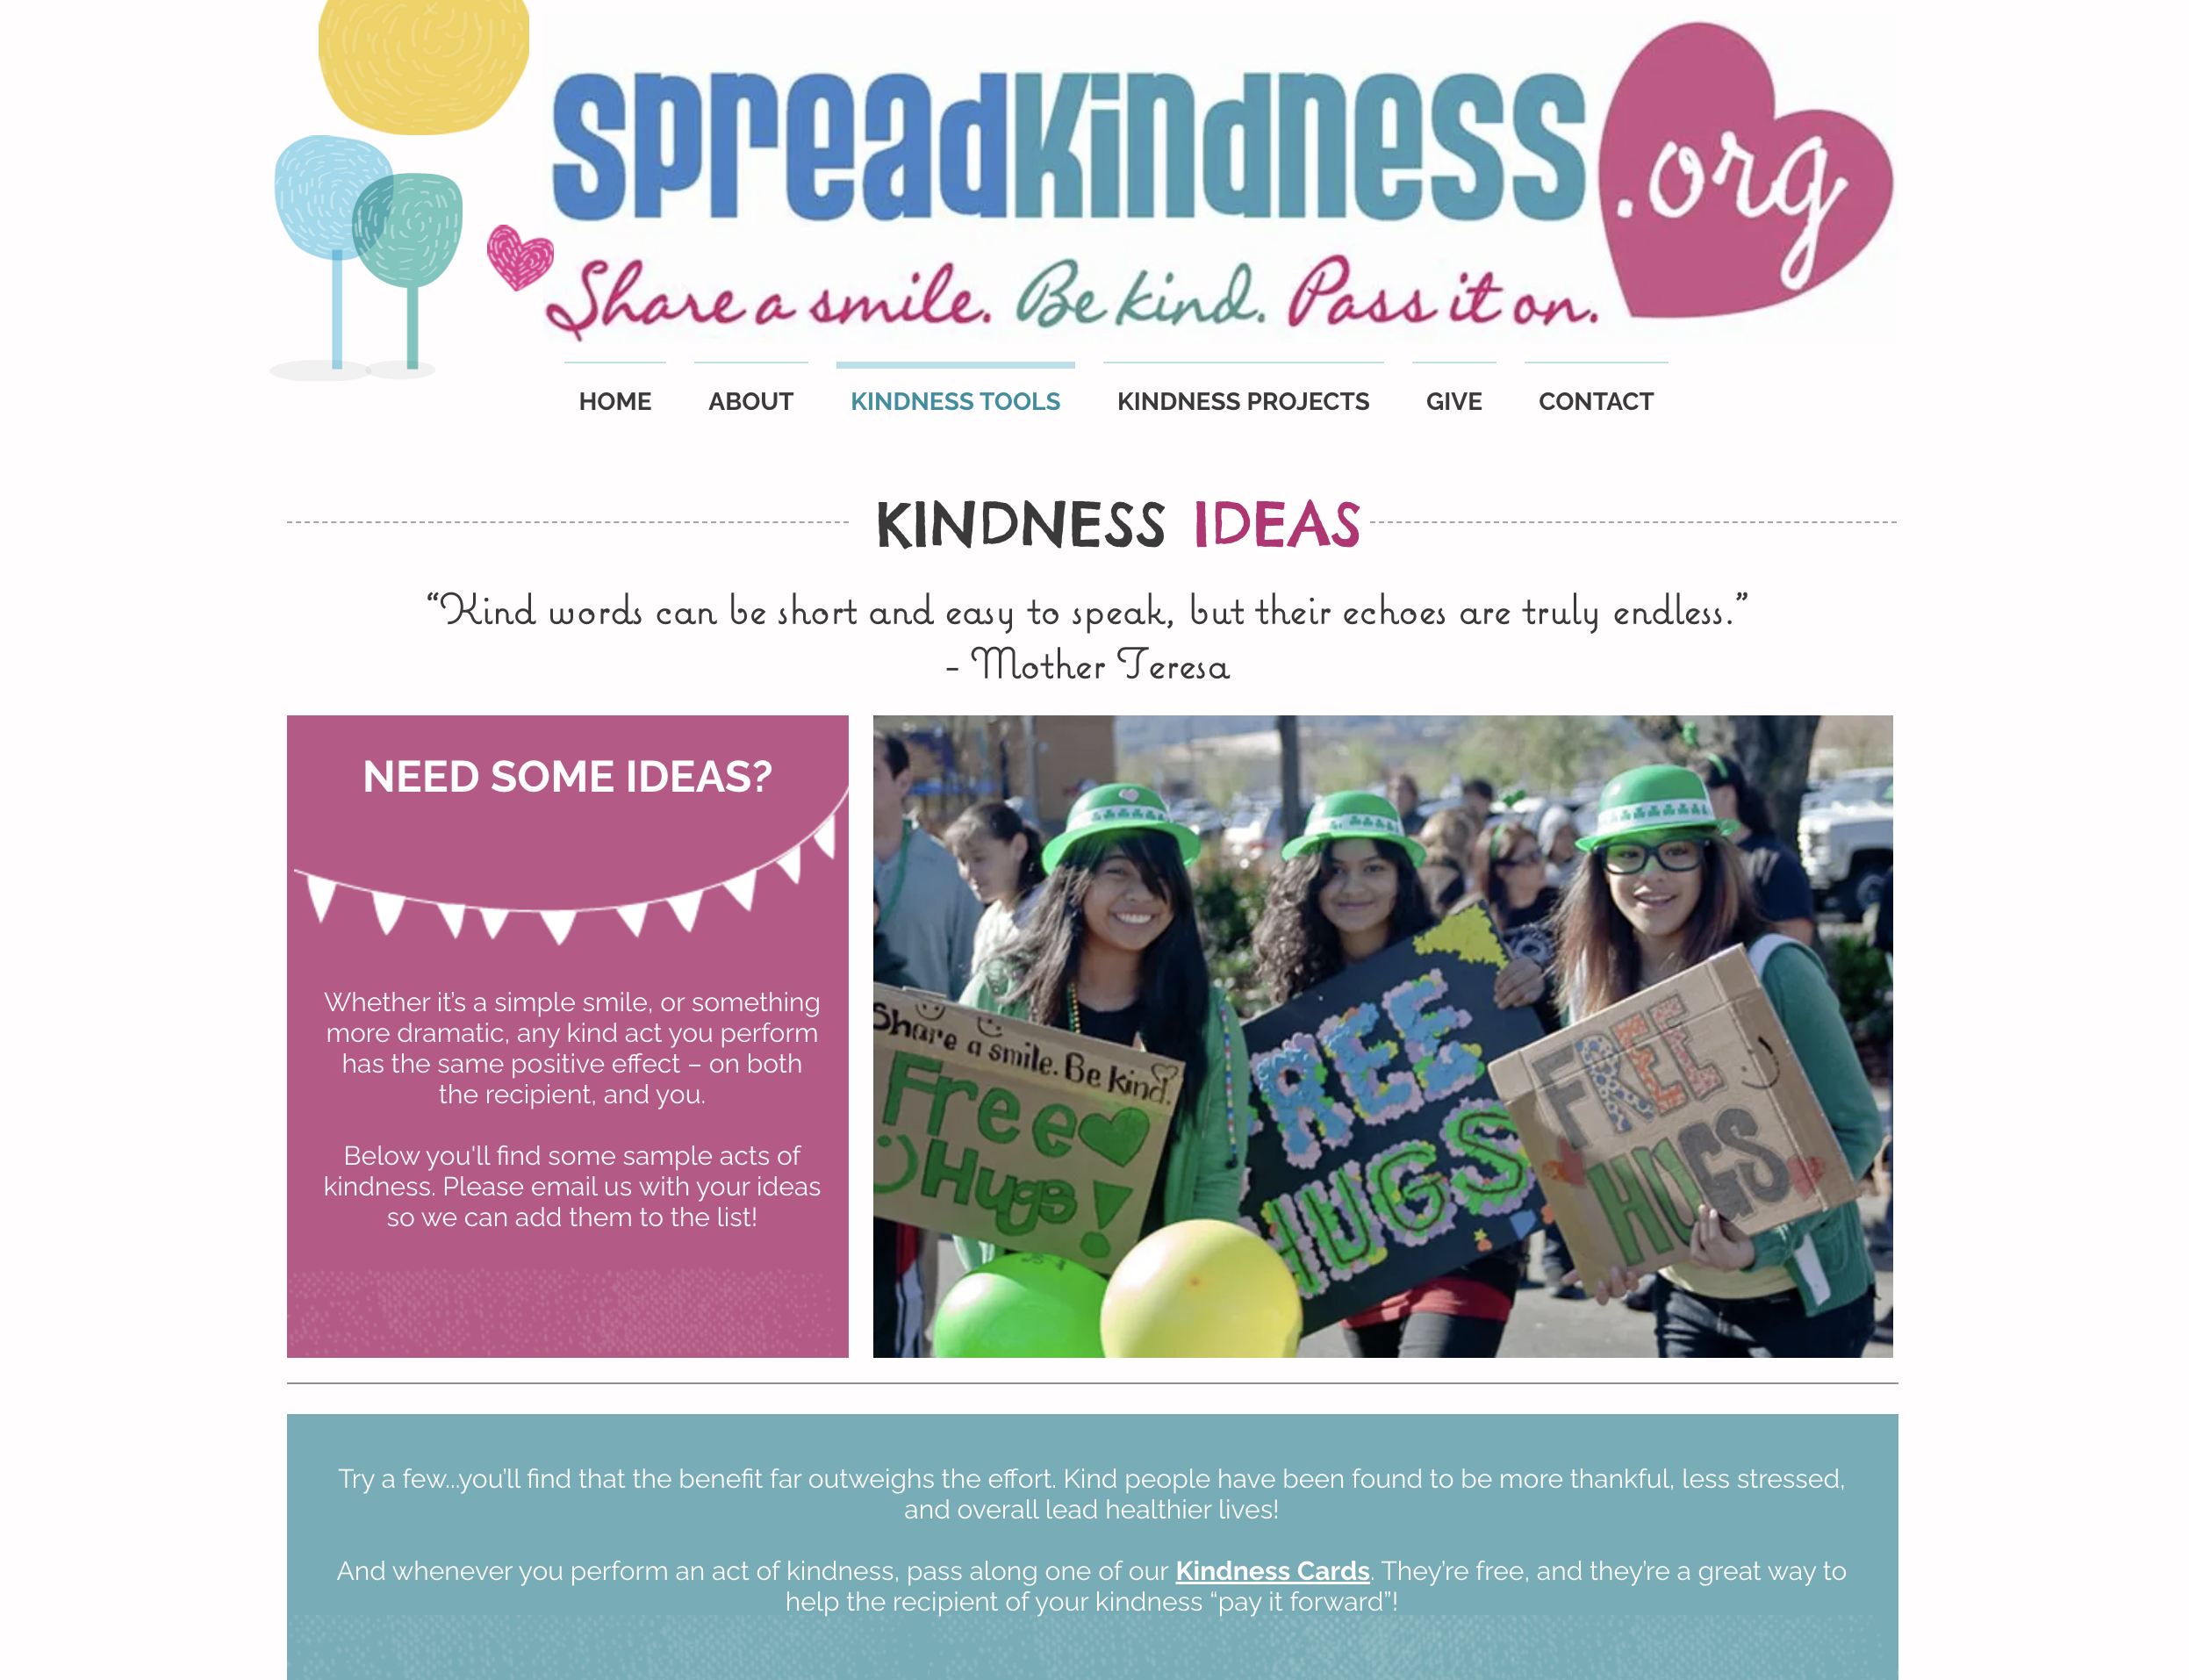 spreadkindness.org
Share a smile. Be kind. Pass it on.
HOME ABOUT KINDNESS TOOLS KINDNESS PROJECTS GIVE CONTACT
KINDNESS IDEAS
“Kind words can be short and easy to speak, but their echoes are truly endless.”
- Mother Teresa
NEED SOME IDEAS?
Whether it’s a simple smile, or something
more dramatic, any kind act you perform
has the same positive effect – on both
the recipient, and you.
Below you'll find some sample acts of
kindness. Please email us with your ideas
so we can add them to the list!
Share a smile. Be kind.
Free
Hugs!
REE
HUGS
FREE
HUGS
Try a few...you’ll find that the benefit far outweighs the effort. Kind people have been found to be more thankful, less stressed,
and overall lead healthier lives!
And whenever you perform an act of kindness, pass along one of our Kindness Cards. They’re free, and they’re a great way to
help the recipient of your kindness “pay it forward”!